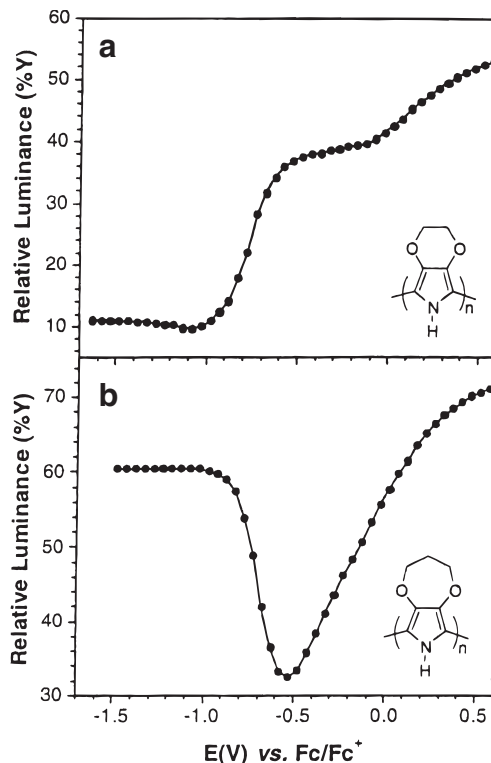 60
a
50
40
30
20
10
Relative Luminance (%Y)
O O
( )n
N
H
b
70
60
50
40
30
Relative Luminance (%Y)
O O
( )n
N
H
-1.5 -1.0 -0.5 0.0 0.5
E(V) vs. Fc/Fc+